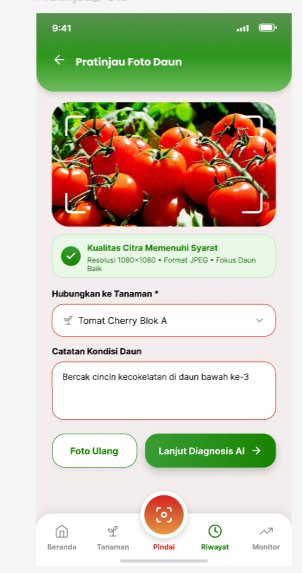 9:41
Pratinjau Foto Daun
Kualitas Citra Memenuhi Syarat
Resolusi 1080×1080 • Format JPEG • Fokus Daun
Baik
Hubungkan ke Tanaman *
Tomat Cherry Blok A
Catatan Kondisi Daun
Bercak cincin kecokelatan di daun bawah ke-3
Foto Ulang
Lanjut Diagnosis AI →
Beranda
Tanaman
Pindai
Riwayat
Monitor